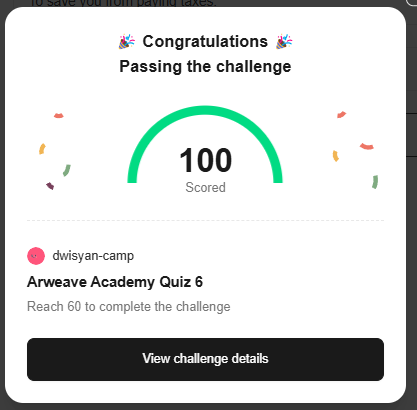 To save you from paying taxes.
🎉 Congratulations 🎉
Passing the challenge
100
Scored
dwisyan-camp
Arweave Academy Quiz 6
Reach 60 to complete the challenge
View challenge details